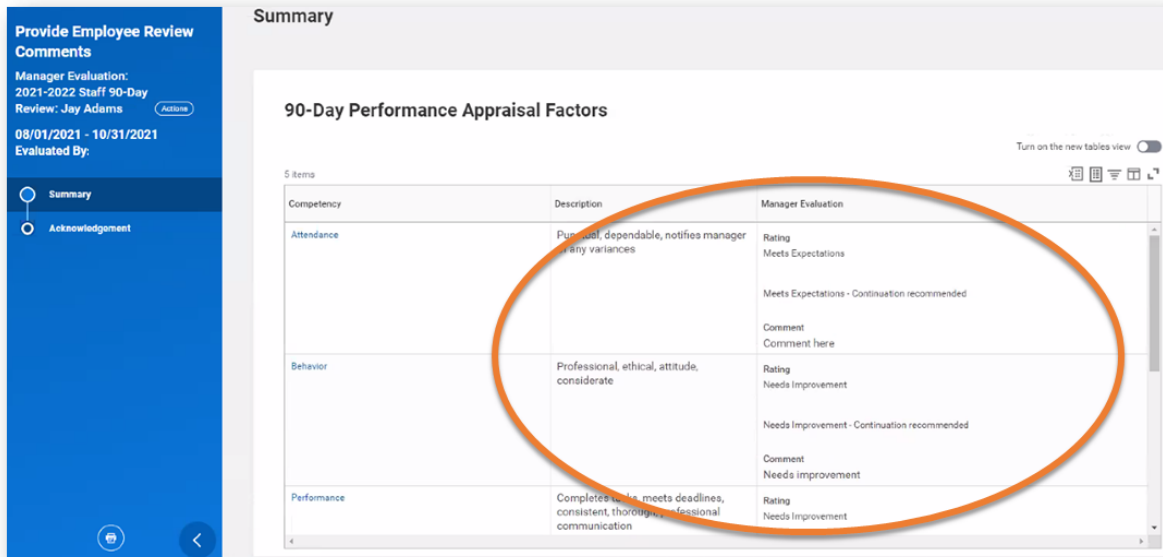 Provide Employee Review
Comments
Manager Evaluation:
2021-2022 Staff 90-Day
Review: Jay Adams
Actions
08/01/2021 - 10/31/2021
Evaluated By:
Summary
Acknowledgement
Summary
90-Day Performance Appraisal Factors
Turn on the new tables view
5 items
Competency
Description
Manager Evaluation
Attendance
dependable, notifies manager
any variances
Rating
Meets Expectations
Meets Expectations - Continuation recommended
Comment
Comment here
Behavior
Professional, ethical, attitude,
considerate
Rating
Needs Improvement
Needs Improvement - Continuation recommended
Comment
Needs improvement
Performance
Completes tasks, meets deadlines,
consistent, thorough, professional
communication
Rating
Needs Improvement